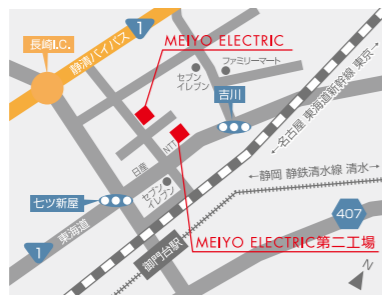 1
長崎I.C.
静清バイパス
MEIYO ELECTRIC
セブン
イレブン
ファミリーマート
吉川
←名古屋 東海道新幹線 東京→
NTT
日産
←静岡 静鉄清水線 清水→
七ツ新屋
セブン
イレブン
407
東海道
1
御門台駅
MEIYO ELECTRIC第二工場
N